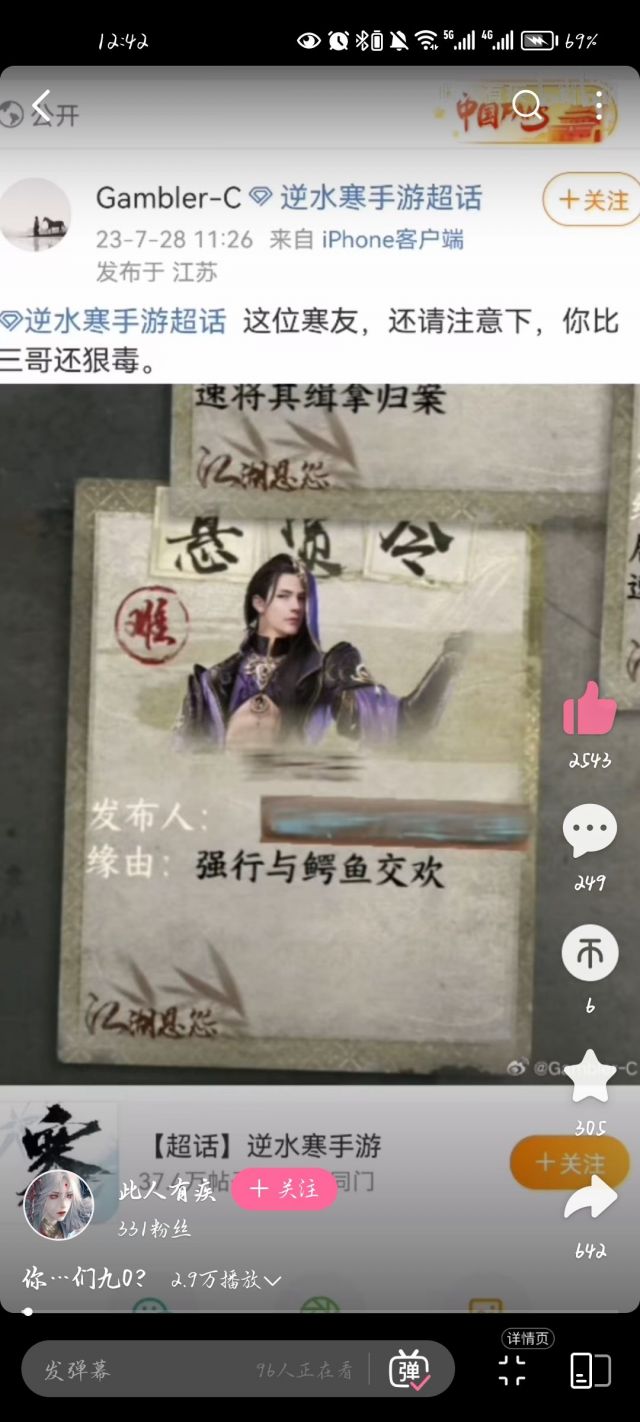 12:42
5G
4G
69%
公开
中国
Gambler-C 逆水寒手游超话
+关注
23-7-28 11:26 来自 iPhone客户端
发布于 江苏
逆水寒手游超话 这位寒友，还请注意下，你比
三哥还狠毒。
速将其缉拿归案
江湖恩怨
悬赏令
难
发布人：
缘由：强行与鳄鱼交欢
江湖恩怨
2543
249
6
305
642
@Gambler-C
寒
【超话】逆水寒手游
+关注
同门
此人有疾
+ 关注
331粉丝
你…们九0？ 2.9万播放
详情页
发弹幕
96人正在看
弹